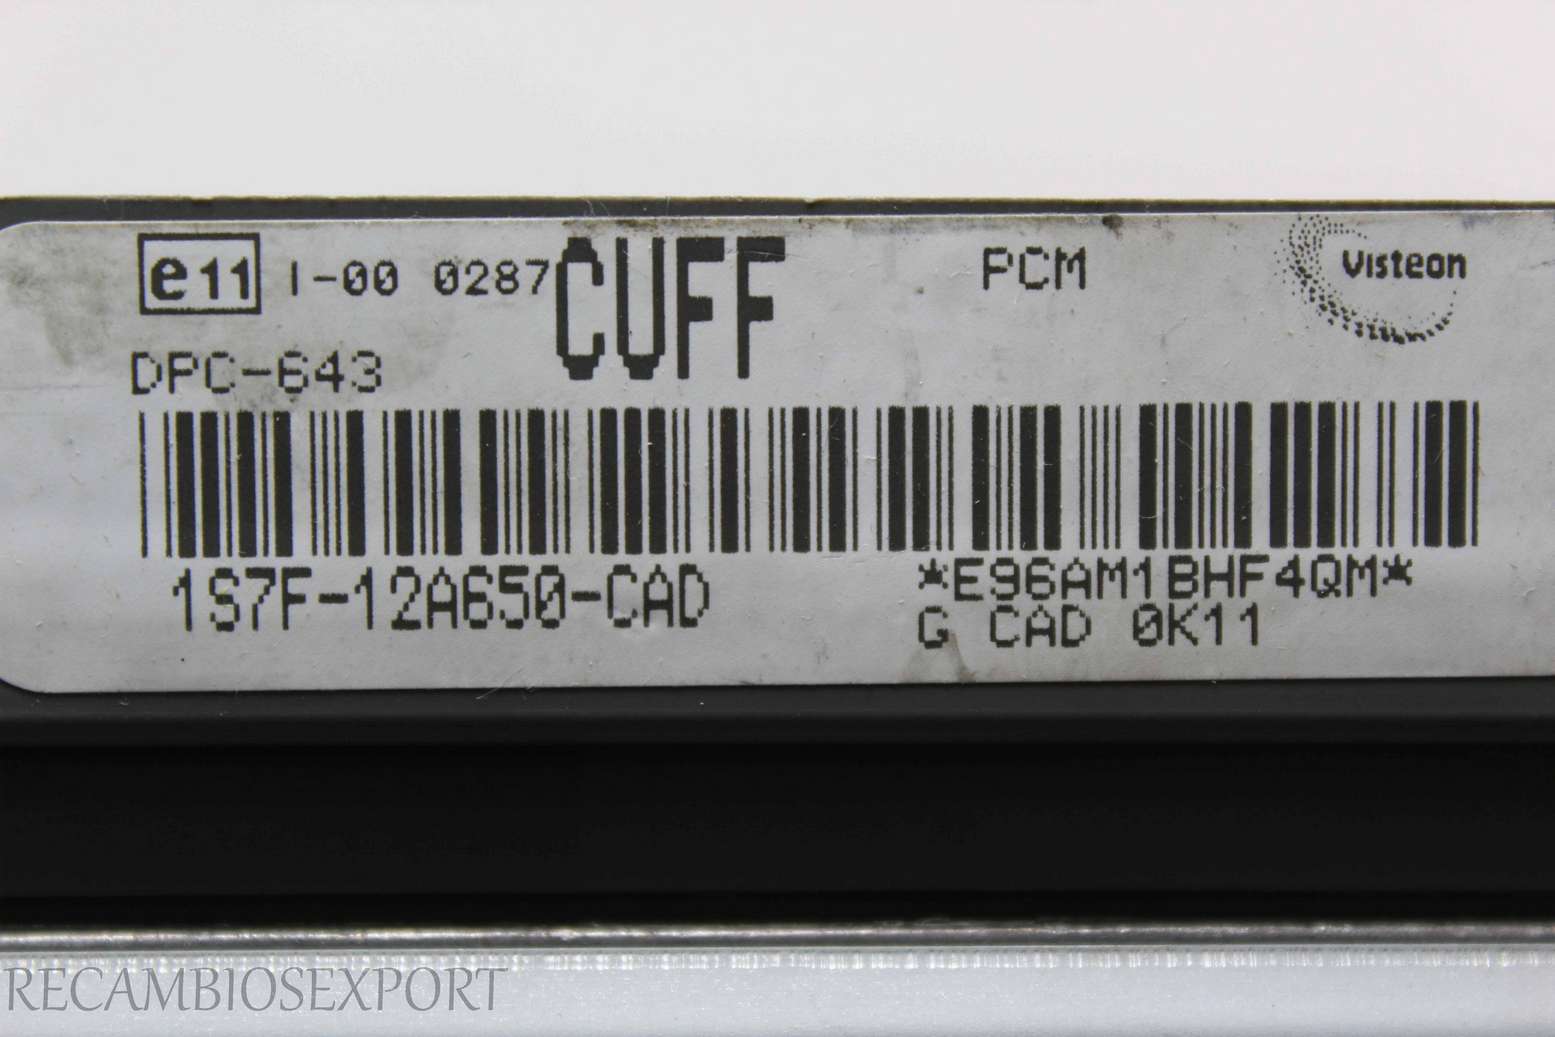 e11 I-00 0287 CUFF PCM Visteon
DPC-643
1S7F-12A650-CAD *E96AM1BHF4QM*
G CAD 0K11
RECAMBIOSEXPORT